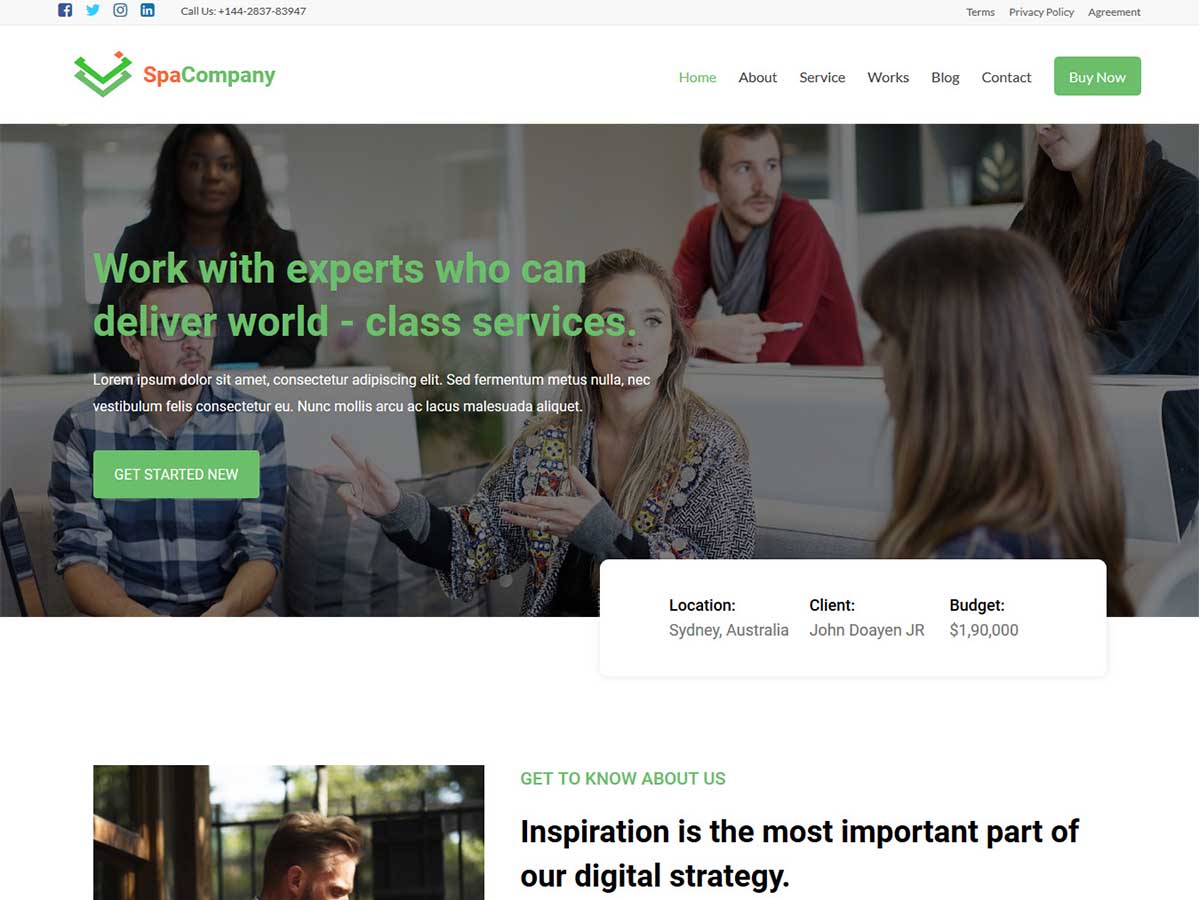 Call Us: +144-2837-83947
Terms Privacy Policy Agreement
SpaCompany
Home About Service Works Blog Contact Buy Now
Work with experts who can
deliver world - class services.
Lorem ipsum dolor sit amet, consectetur adipiscing elit. Sed fermentum metus nulla, nec
vestibulum felis consectetur eu. Nunc mollis arcu ac lacus malesuada aliquet.
GET STARTED NEW
Location: Client: Budget:
Sydney, Australia John Doayen JR $1,90,000
GET TO KNOW ABOUT US
Inspiration is the most important part of
our digital strategy.